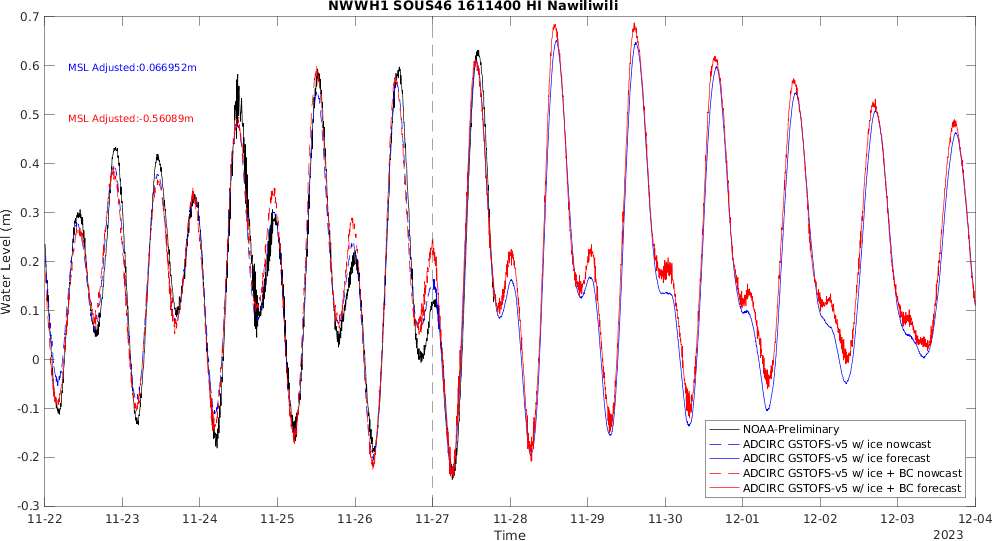 NWWH1 SOUS46 1611400 HI Nawiliwili
0.7
0.6
0.5
0.4
0.3
0.2
0.1
0
-0.1
-0.2
-0.3
Water Level (m)
MSL Adjusted:0.066952m
MSL Adjusted:-0.56089m
NOAA-Preliminary
ADCIRC GSTOFS-v5 w/ ice nowcast
ADCIRC GSTOFS-v5 w/ ice forecast
ADCIRC GSTOFS-v5 w/ ice + BC nowcast
ADCIRC GSTOFS-v5 w/ ice + BC forecast
11-22 11-23 11-24 11-25 11-26 11-27 11-28 11-29 11-30 12-01 12-02 12-03 12-04
Time
2023